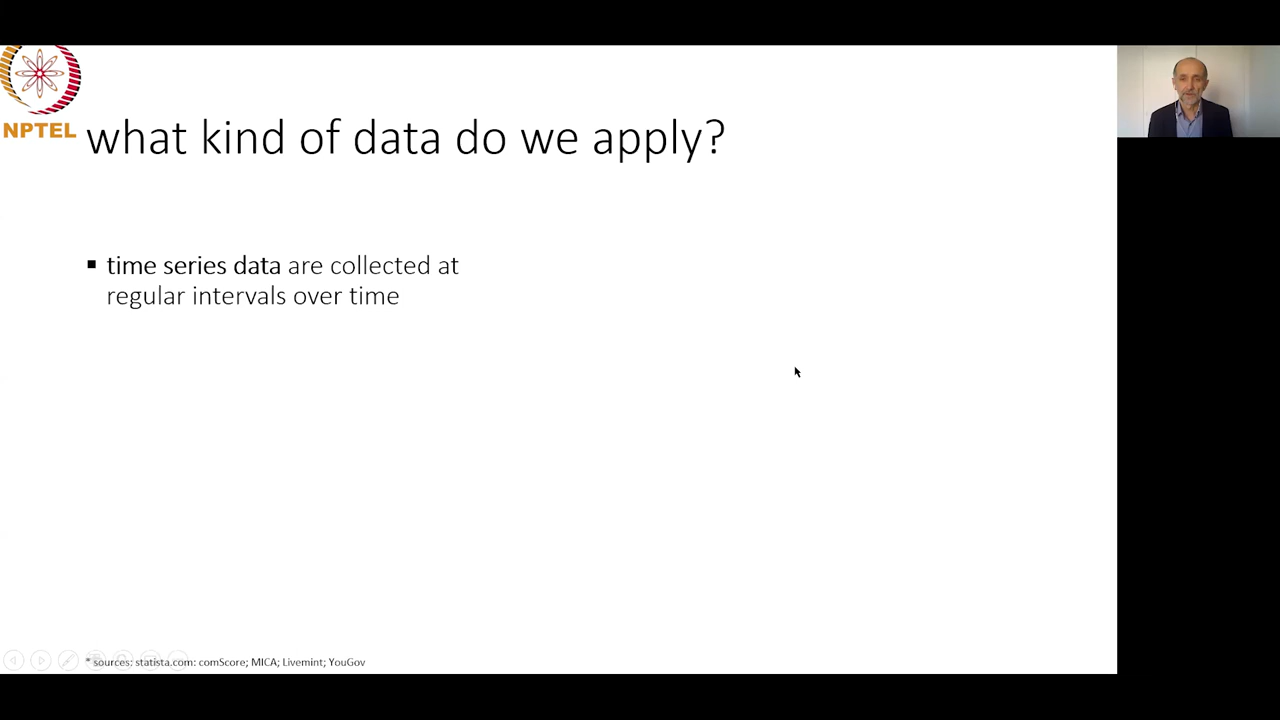 NPTEL
what kind of data do we apply?
▪ time series data are collected at
regular intervals over time
* sources: statista.com: comScore; MICA; Livemint; YouGov